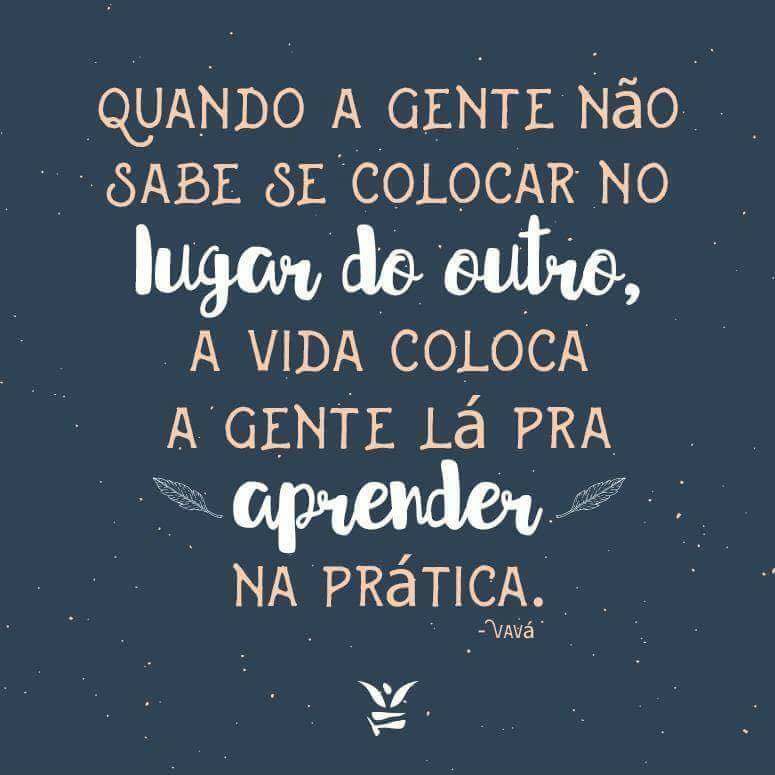 QUANDO A GENTE NÃO
SABE SE COLOCAR NO
lugar do outro,
A VIDA COLOCA
A GENTE LÁ PRA
aprender
NA PRÁTICA.
- VAVÁ